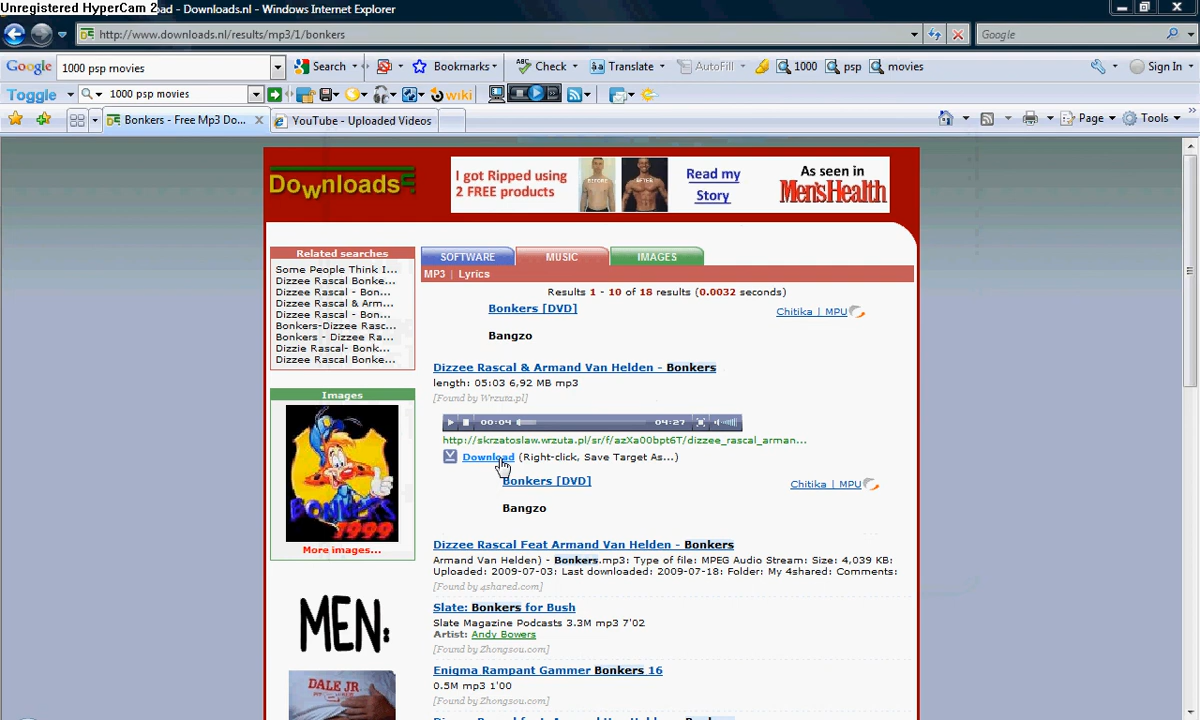 Unregistered HyperCam 2
ad - Downloads.nl - Windows Internet Explorer
http://www.downloads.nl/results/mp3/1/bonkers
Google
Google 1000 psp movies Search Bookmarks Check Translate AutoFill 1000 psp movies Sign In
Toggle 1000 psp movies wiki
Bonkers - Free Mp3 Do... YouTube - Uploaded Videos Page Tools
Downloads
I got Ripped using
2 FREE products
BEFORE AFTER
Read my
Story
As seen in
Men'sHealth
SOFTWARE MUSIC IMAGES
MP3 | Lyrics
Related searches
Some People Think I...
Dizzee Rascal Bonke...
Dizzee Rascal - Bon...
Dizzee Rascal & Arm...
Dizzee Rascal - Bon...
Bonkers-Dizzee Rasc...
Bonkers - Dizzee Ra...
Dizzie Rascal- Bonk...
Dizzee Rascal Bonke...
Images
BONKERS
1999
More images...
MEN:
DALE JR.
Results 1 - 10 of 18 results (0.0032 seconds)
Bonkers [DVD]
Chitika | MPU
Bangzo
Dizzee Rascal & Armand Van Helden - Bonkers
length: 05:03 6,92 MB mp3
[Found by Wrzuta.pl]
00:04 04:27
http://skrzatoslaw.wrzuta.pl/sr/f/azXa00bpt6T/dizzee_rascal_arman...
Download (Right-click, Save Target As...)
Bonkers [DVD]
Chitika | MPU
Bangzo
Dizzee Rascal Feat Armand Van Helden - Bonkers
Armand Van Helden) - Bonkers.mp3: Type of file: MPEG Audio Stream: Size: 4,039 KB:
Uploaded: 2009-07-03: Last downloaded: 2009-07-18: Folder: My 4shared: Comments:
[Found by 4shared.com]
Slate: Bonkers for Bush
Slate Magazine Podcasts 3.3M mp3 7'02
Artist: Andy Bowers
[Found by Zhongsou.com]
Enigma Rampant Gammer Bonkers 16
0.5M mp3 1'00
[Found by Zhongsou.com]